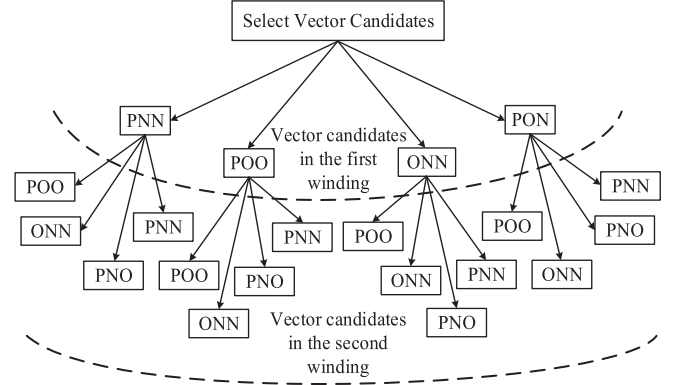 Select Vector Candidates
PNN
PON
Vector candidates
in the first
winding
POO
ONN
POO
PNN
ONN
PNN
PNO
POO
PNN
PNO
ONN
POO
ONN
PNN
PNO
POO
PNN
PNO
ONN
Vector candidates
in the second
winding